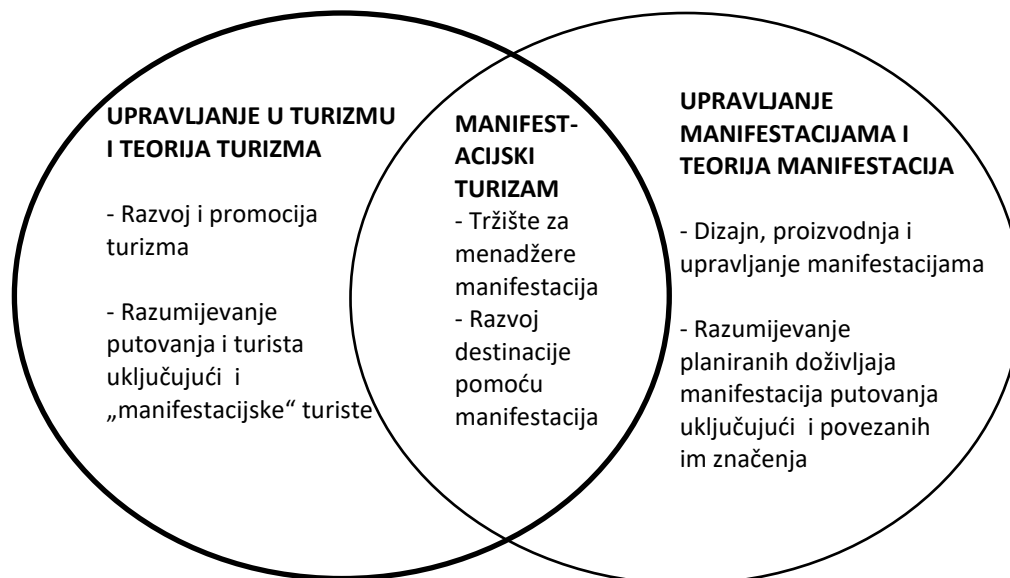 UPRAVLJANJE U TURIZMU
I TEORIJA TURIZMA
- Razvoj i promocija
turizma
- Razumijevanje
putovanja i turista
uključujući  i
„manifestacijske“ turiste
MANIFEST-
ACIJSKI
TURIZAM
- Tržište za
menadžere
manifestacija
- Razvoj
destinacije
pomoću
manifestacija
UPRAVLJANJE
MANIFESTACIJAMA I
TEORIJA MANIFESTACIJA
- Dizajn, proizvodnja i
upravljanje manifestacijama
- Razumijevanje
planiranih doživljaja
manifestacija putovanja
uključujući  i povezanih
im značenja